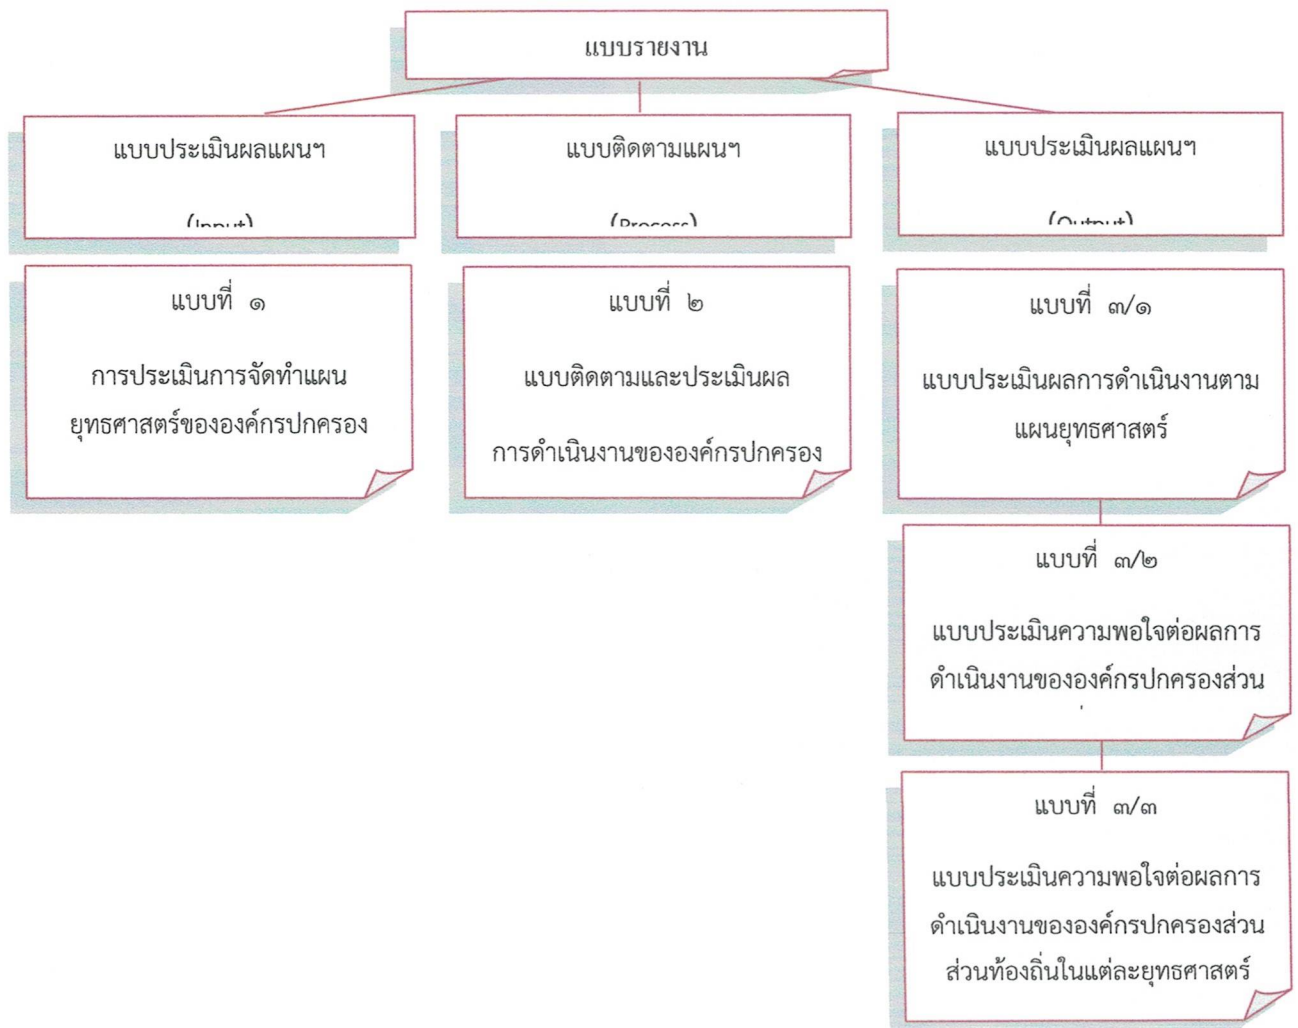 แบบรายงาน
แบบประเมินผลแผนฯ
(Input)
แบบติดตามแผนฯ
(Process)
แบบประเมินผลแผนฯ
(Output)
แบบที่ ๑
การประเมินการจัดทำแผน
ยุทธศาสตร์ขององค์กรปกครอง
แบบที่ ๒
แบบติดตามและประเมินผล
การดำเนินงานขององค์กรปกครอง
แบบที่ ๓/๑
แบบประเมินผลการดำเนินงานตาม
แผนยุทธศาสตร์
แบบที่ ๓/๒
แบบประเมินความพอใจต่อผลการ
ดำเนินงานขององค์กรปกครองส่วน
แบบที่ ๓/๓
แบบประเมินความพอใจต่อผลการ
ดำเนินงานขององค์กรปกครองส่วน
ส่วนท้องถิ่นในแต่ละยุทธศาสตร์